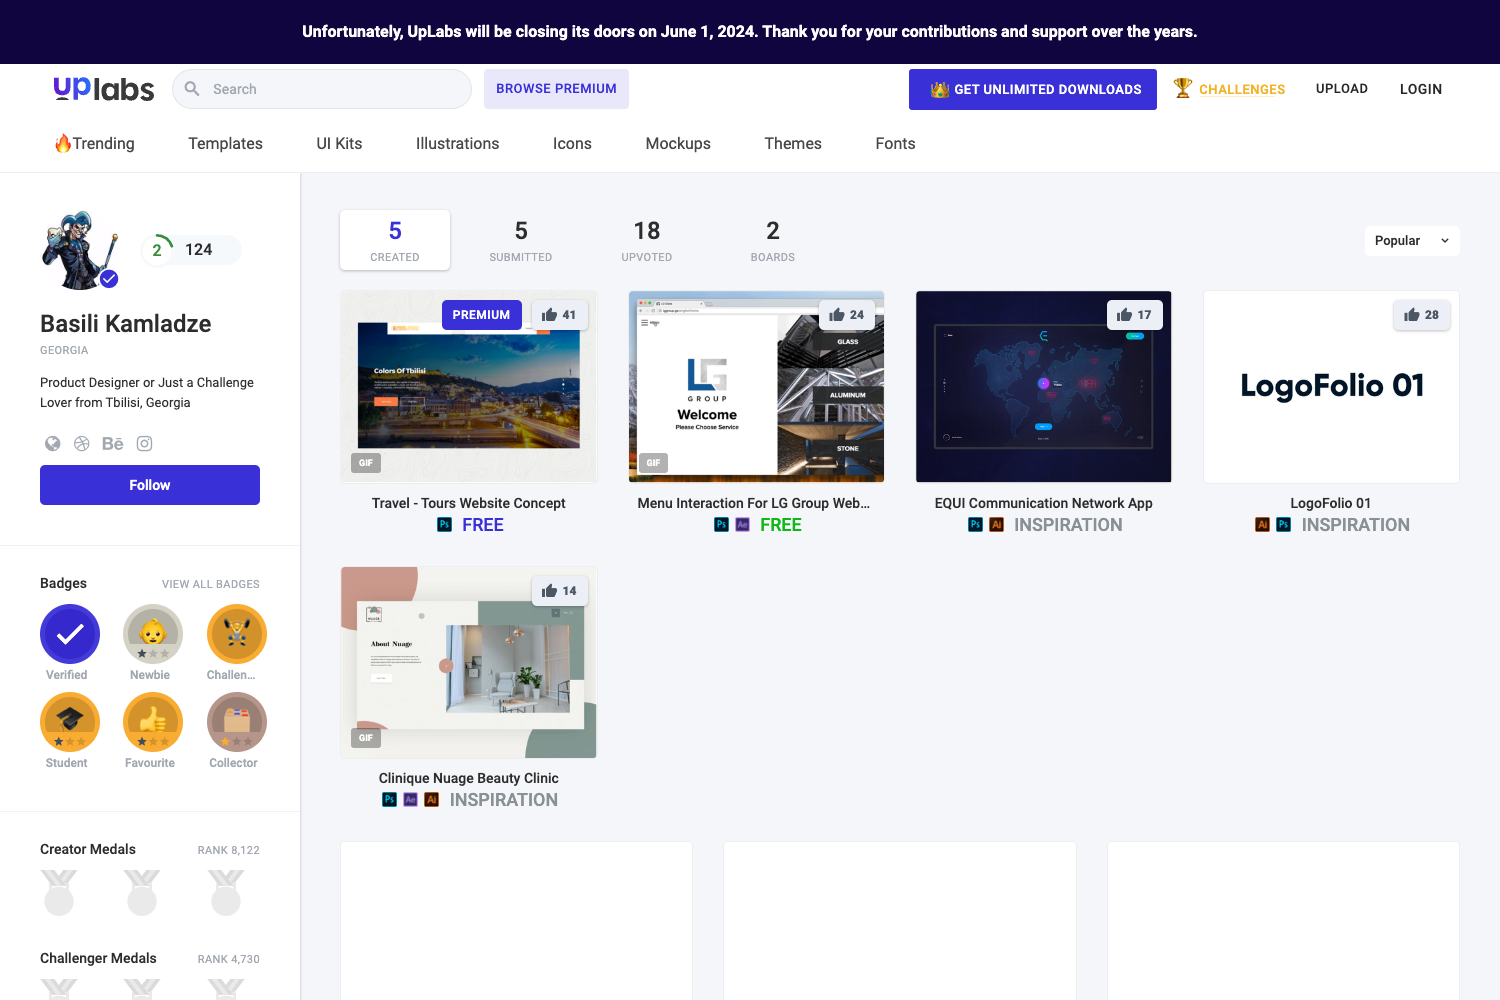 Unfortunately, UpLabs will be closing its doors on June 1, 2024. Thank you for your contributions and support over the years.
uplabs
Search
BROWSE PREMIUM
GET UNLIMITED DOWNLOADS
CHALLENGES
UPLOAD
LOGIN
Trending
Templates
UI Kits
Illustrations
Icons
Mockups
Themes
Fonts
2
124
Basili Kamladze
GEORGIA
Product Designer or Just a Challenge
Lover from Tbilisi, Georgia
Bē
Follow
Badges
VIEW ALL BADGES
Verified
Newbie
Challen...
Student
Favourite
Collector
Creator Medals
RANK 8,122
Challenger Medals
RANK 4,730
5
CREATED
5
SUBMITTED
18
UPVOTED
2
BOARDS
Popular
PREMIUM
41
Colors Of Tbilisi
GIF
Travel - Tours Website Concept
Ps
FREE
24
LG
GROUP
Welcome
Please Choose Service
GLASS
ALUMINUM
STONE
GIF
Menu Interaction For LG Group Web...
Ps
Ae
FREE
17
EQUI Communication Network App
Ps
Ai
INSPIRATION
28
LogoFolio 01
LogoFolio 01
Ai
Ps
INSPIRATION
14
About Nuage
GIF
Clinique Nuage Beauty Clinic
Ps
Ae
Ai
INSPIRATION